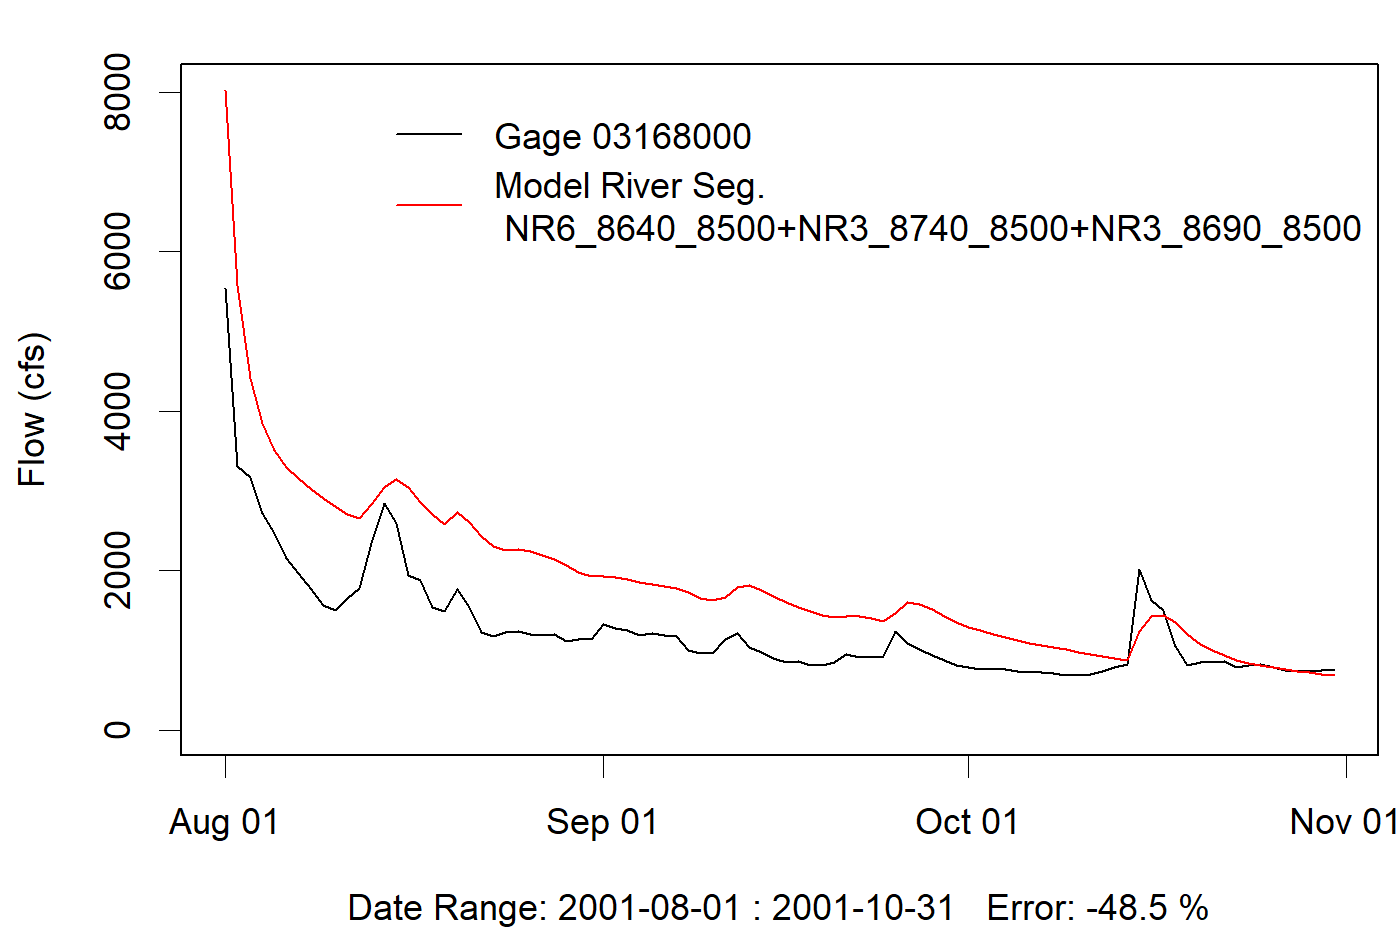 Flow (cfs)
8000
6000
4000
2000
0
Gage 03168000
Model River Seg.
NR6_8640_8500+NR3_8740_8500+NR3_8690_8500
Aug 01
Sep 01
Oct 01
Nov 01
Date Range: 2001-08-01 : 2001-10-31   Error: -48.5 %